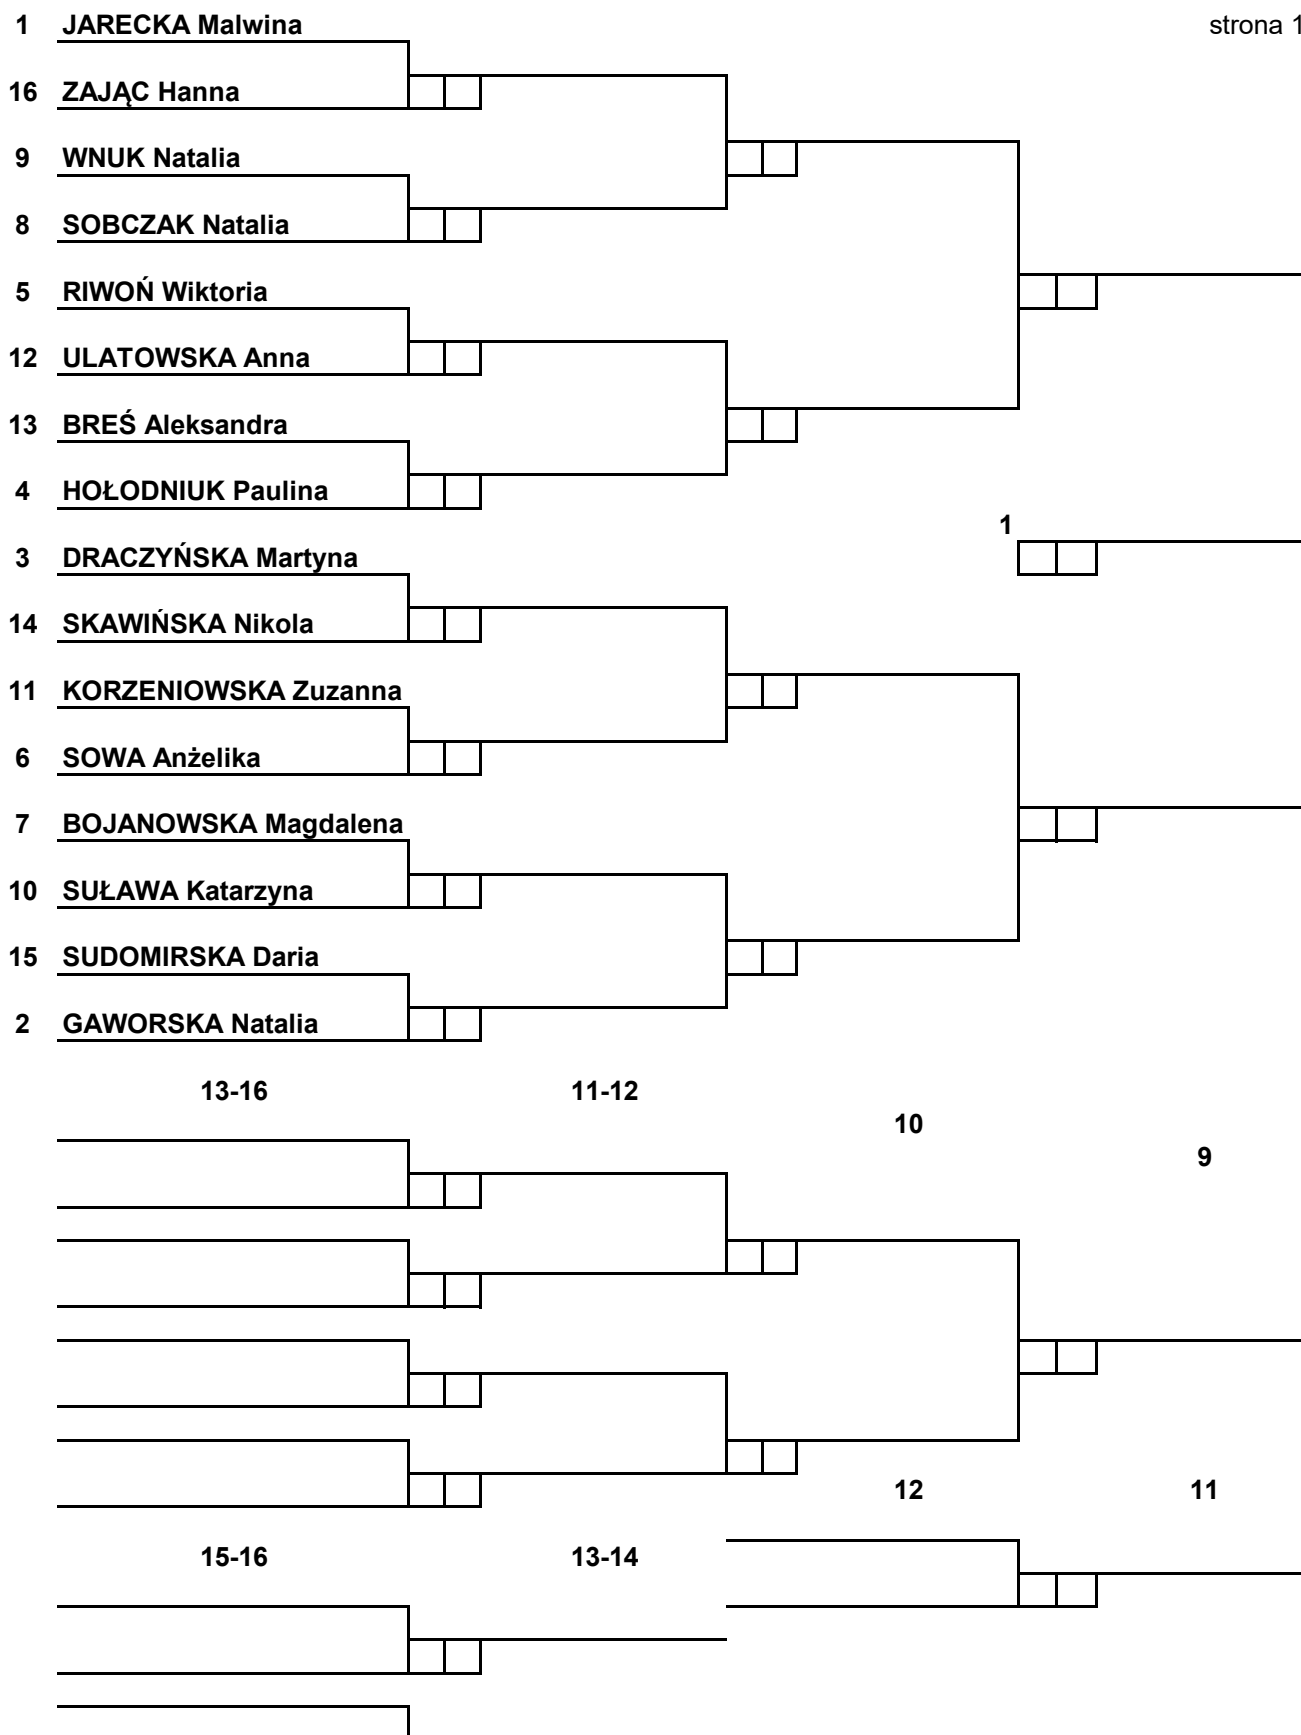 1 JARECKA Malwina
strona 1
16 ZAJĄC Hanna
9 WNUK Natalia
8 SOBCZAK Natalia
5 RIWOŃ Wiktoria
12 ULATOWSKA Anna
13 BREŚ Aleksandra
4 HOŁODNIUK Paulina
1
3 DRACZYŃSKA Martyna
14 SKAWIŃSKA Nikola
11 KORZENIOWSKA Zuzanna
6 SOWA Anżelika
7 BOJANOWSKA Magdalena
10 SUŁAWA Katarzyna
15 SUDOMIRSKA Daria
2 GAWORSKA Natalia
13-16 11-12
10
9
12 11
15-16 13-14